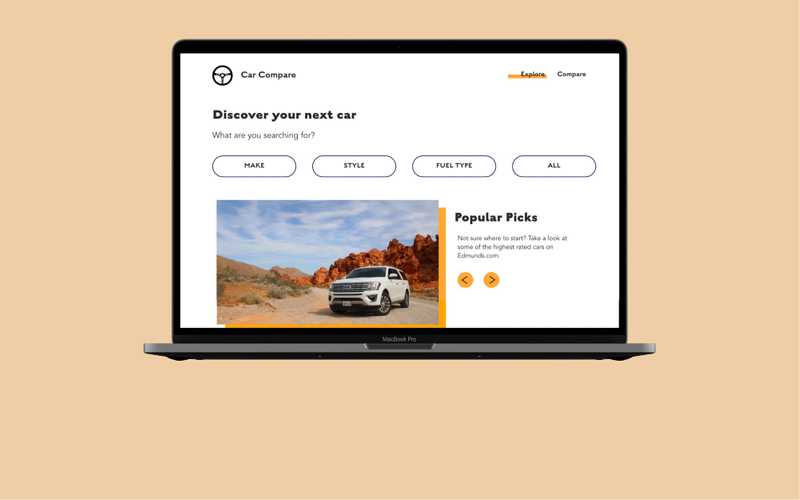 Car Compare
Explore Compare
Discover your next car
What are you searching for?
MAKE STYLE FUEL TYPE ALL
Popular Picks
Not sure where to start? Take a look at
some of the highest rated cars on
Edmunds.com.
MacBook Pro